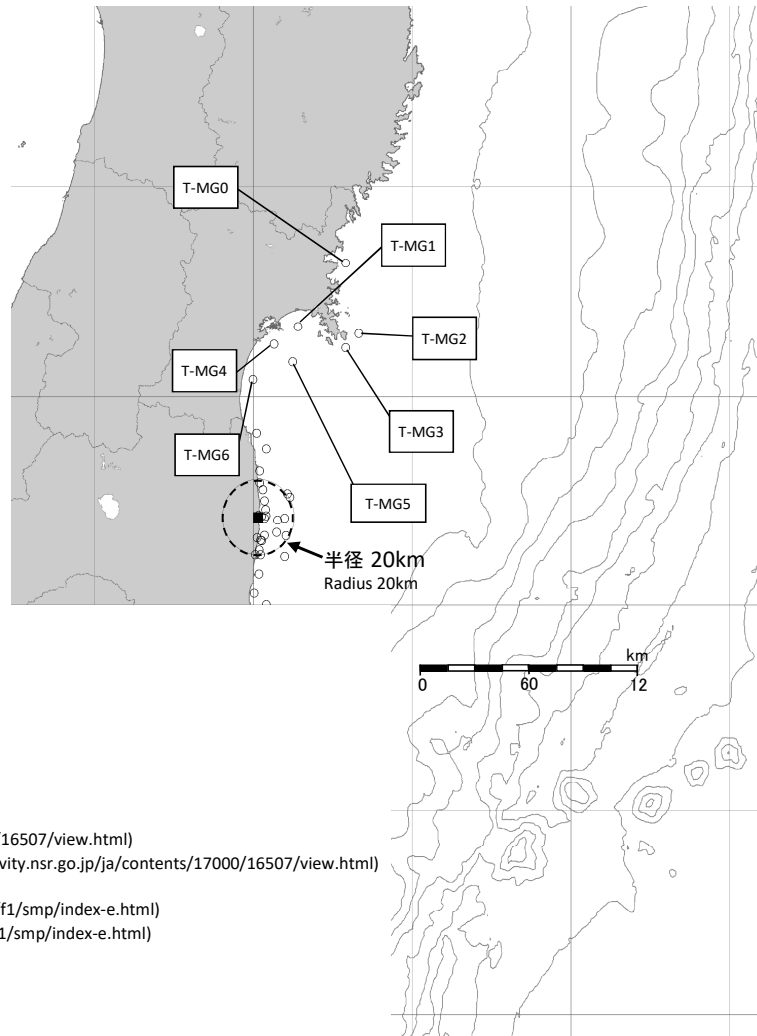 T-MG0
T-MG1
T-MG2
T-MG4
T-MG3
T-MG6
T-MG5
半径 20km
Radius 20km
km
0 60 12
/16507/view.html)
vity.nsr.go.jp/ja/contents/17000/16507/view.html)
f1/smp/index-e.html)
1/smp/index-e.html)